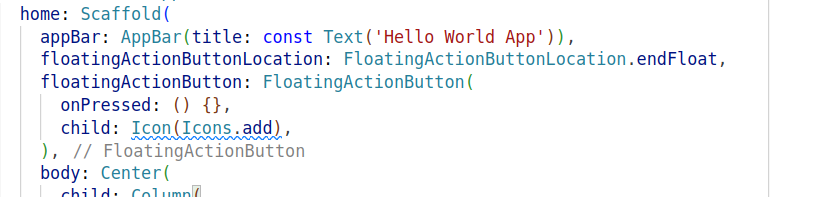 home: Scaffold(
appBar: AppBar(title: const Text('Hello World App')),
floatingActionButtonLocation: FloatingActionButtonLocation.endFloat,
floatingActionButton: FloatingActionButton(
onPressed: () {},
child: Icon(Icons.add),
), // FloatingActionButton
body: Center(
child: Column(